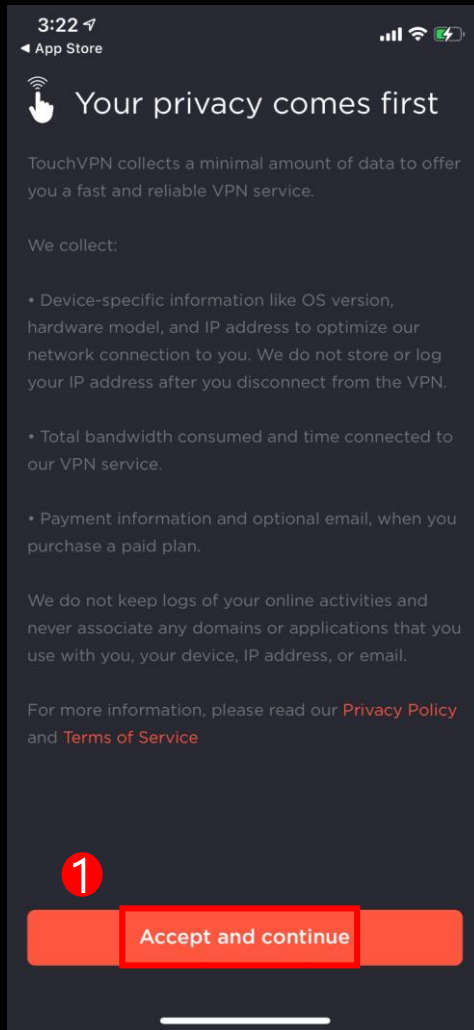 3:22
App Store
Your privacy comes first
TouchVPN collects a minimal amount of data to offer
you a fast and reliable VPN service.
We collect:
• Device-specific information like OS version,
hardware model, and IP address to optimize our
network connection to you. We do not store or log
your IP address after you disconnect from the VPN.
• Total bandwidth consumed and time connected to
our VPN service.
• Payment information and optional email, when you
purchase a paid plan.
We do not keep logs of your online activities and
never associate any domains or applications that you
use with you, your device, IP address, or email.
For more information, please read our Privacy Policy
and Terms of Service
1
Accept and continue